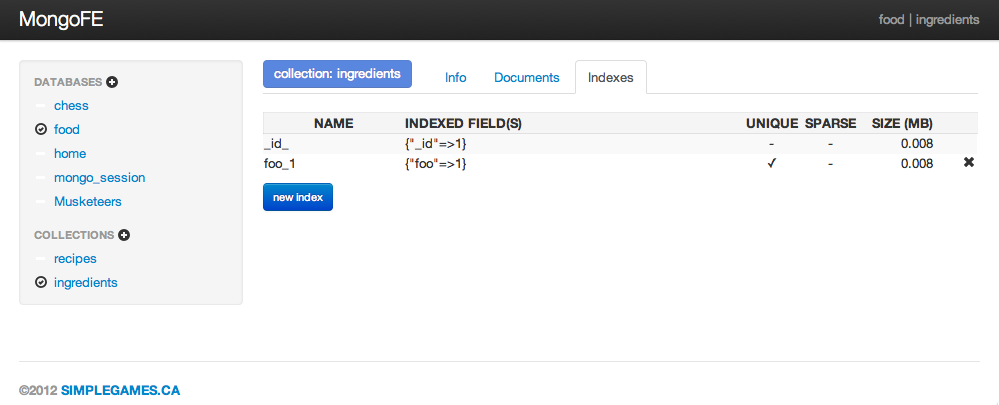 MongoFE
food | ingredients
DATABASES
chess
food
home
mongo_session
Musketeers
COLLECTIONS
recipes
ingredients
collection: ingredients Info Documents Indexes
NAME INDEXED FIELD(S) UNIQUE SPARSE SIZE (MB)
_id_ {"_id"=>1} - - 0.008
foo_1 {"foo"=>1} ✓ - 0.008 ✖
new index
©2012 SIMPLEGAMES.CA